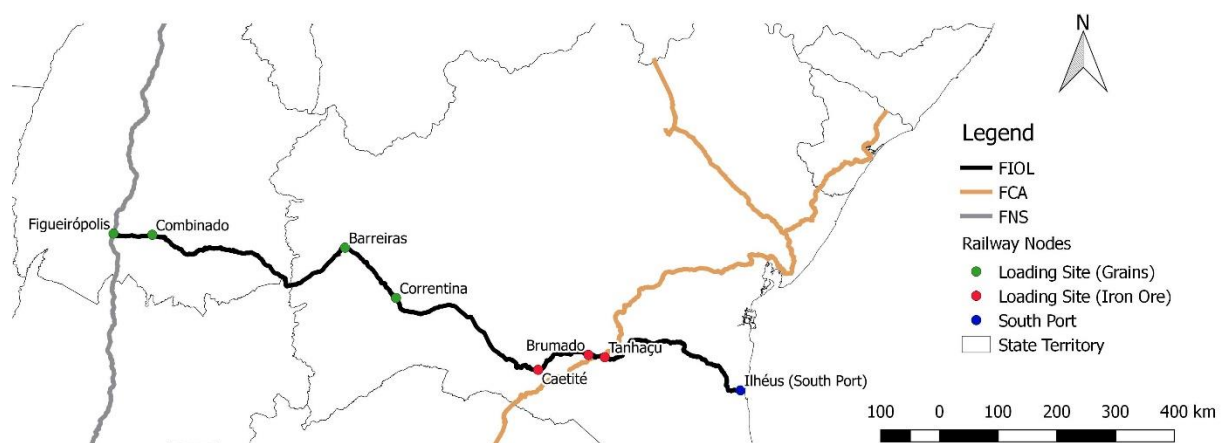 N
Legend
FIOL
FCA
FNS
Railway Nodes
Loading Site (Grains)
Loading Site (Iron Ore)
South Port
State Territory
Figueirópolis
Combinado
Barreiras
Correntina
Brumado
Tanhaçu
Caetité
Ilhéus (South Port)
100 0 100 200 300 400 km